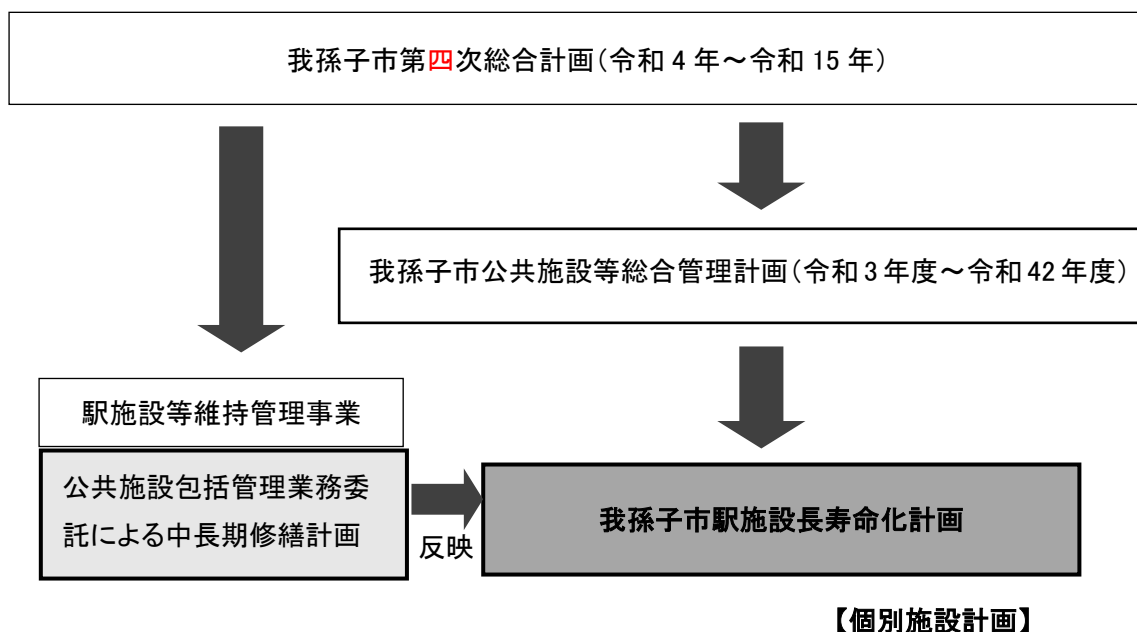 我孫子市第四次総合計画（令和４年～令和 15 年）
我孫子市公共施設等総合管理計画（令和３年度～令和 42 年度）
駅施設等維持管理事業
公共施設包括管理業務委
託による中長期修繕計画
反映
我孫子市駅施設長寿命化計画
【個別施設計画】